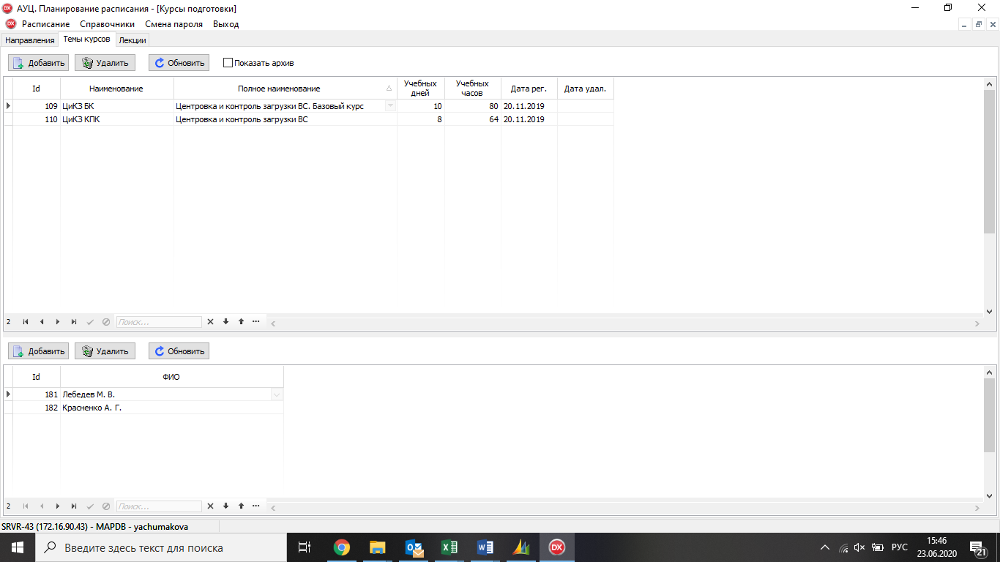 АУЦ. Планирование расписания - [Курсы подготовки]
Расписание Справочники Смена пароля Выход
Направления Темы курсов Лекции
Добавить Удалить Обновить Показать архив
Id Наименование Полное наименование Учебных дней Учебных часов Дата рег. Дата удал.
109 ЦиКЗ БК Центровка и контроль загрузки ВС. Базовый курс 10 80 20.11.2019
110 ЦиКЗ КПК Центровка и контроль загрузки ВС 8 64 20.11.2019
2 Поиск...
Добавить Удалить Обновить
Id ФИО
181 Лебедев М. В.
182 Красненко А. Г.
2 Поиск...
SRVR-43 (172.16.90.43) - MAPDB - yachumakova
Введите здесь текст для поиска
DX
РУС
15:46
23.06.2020
21